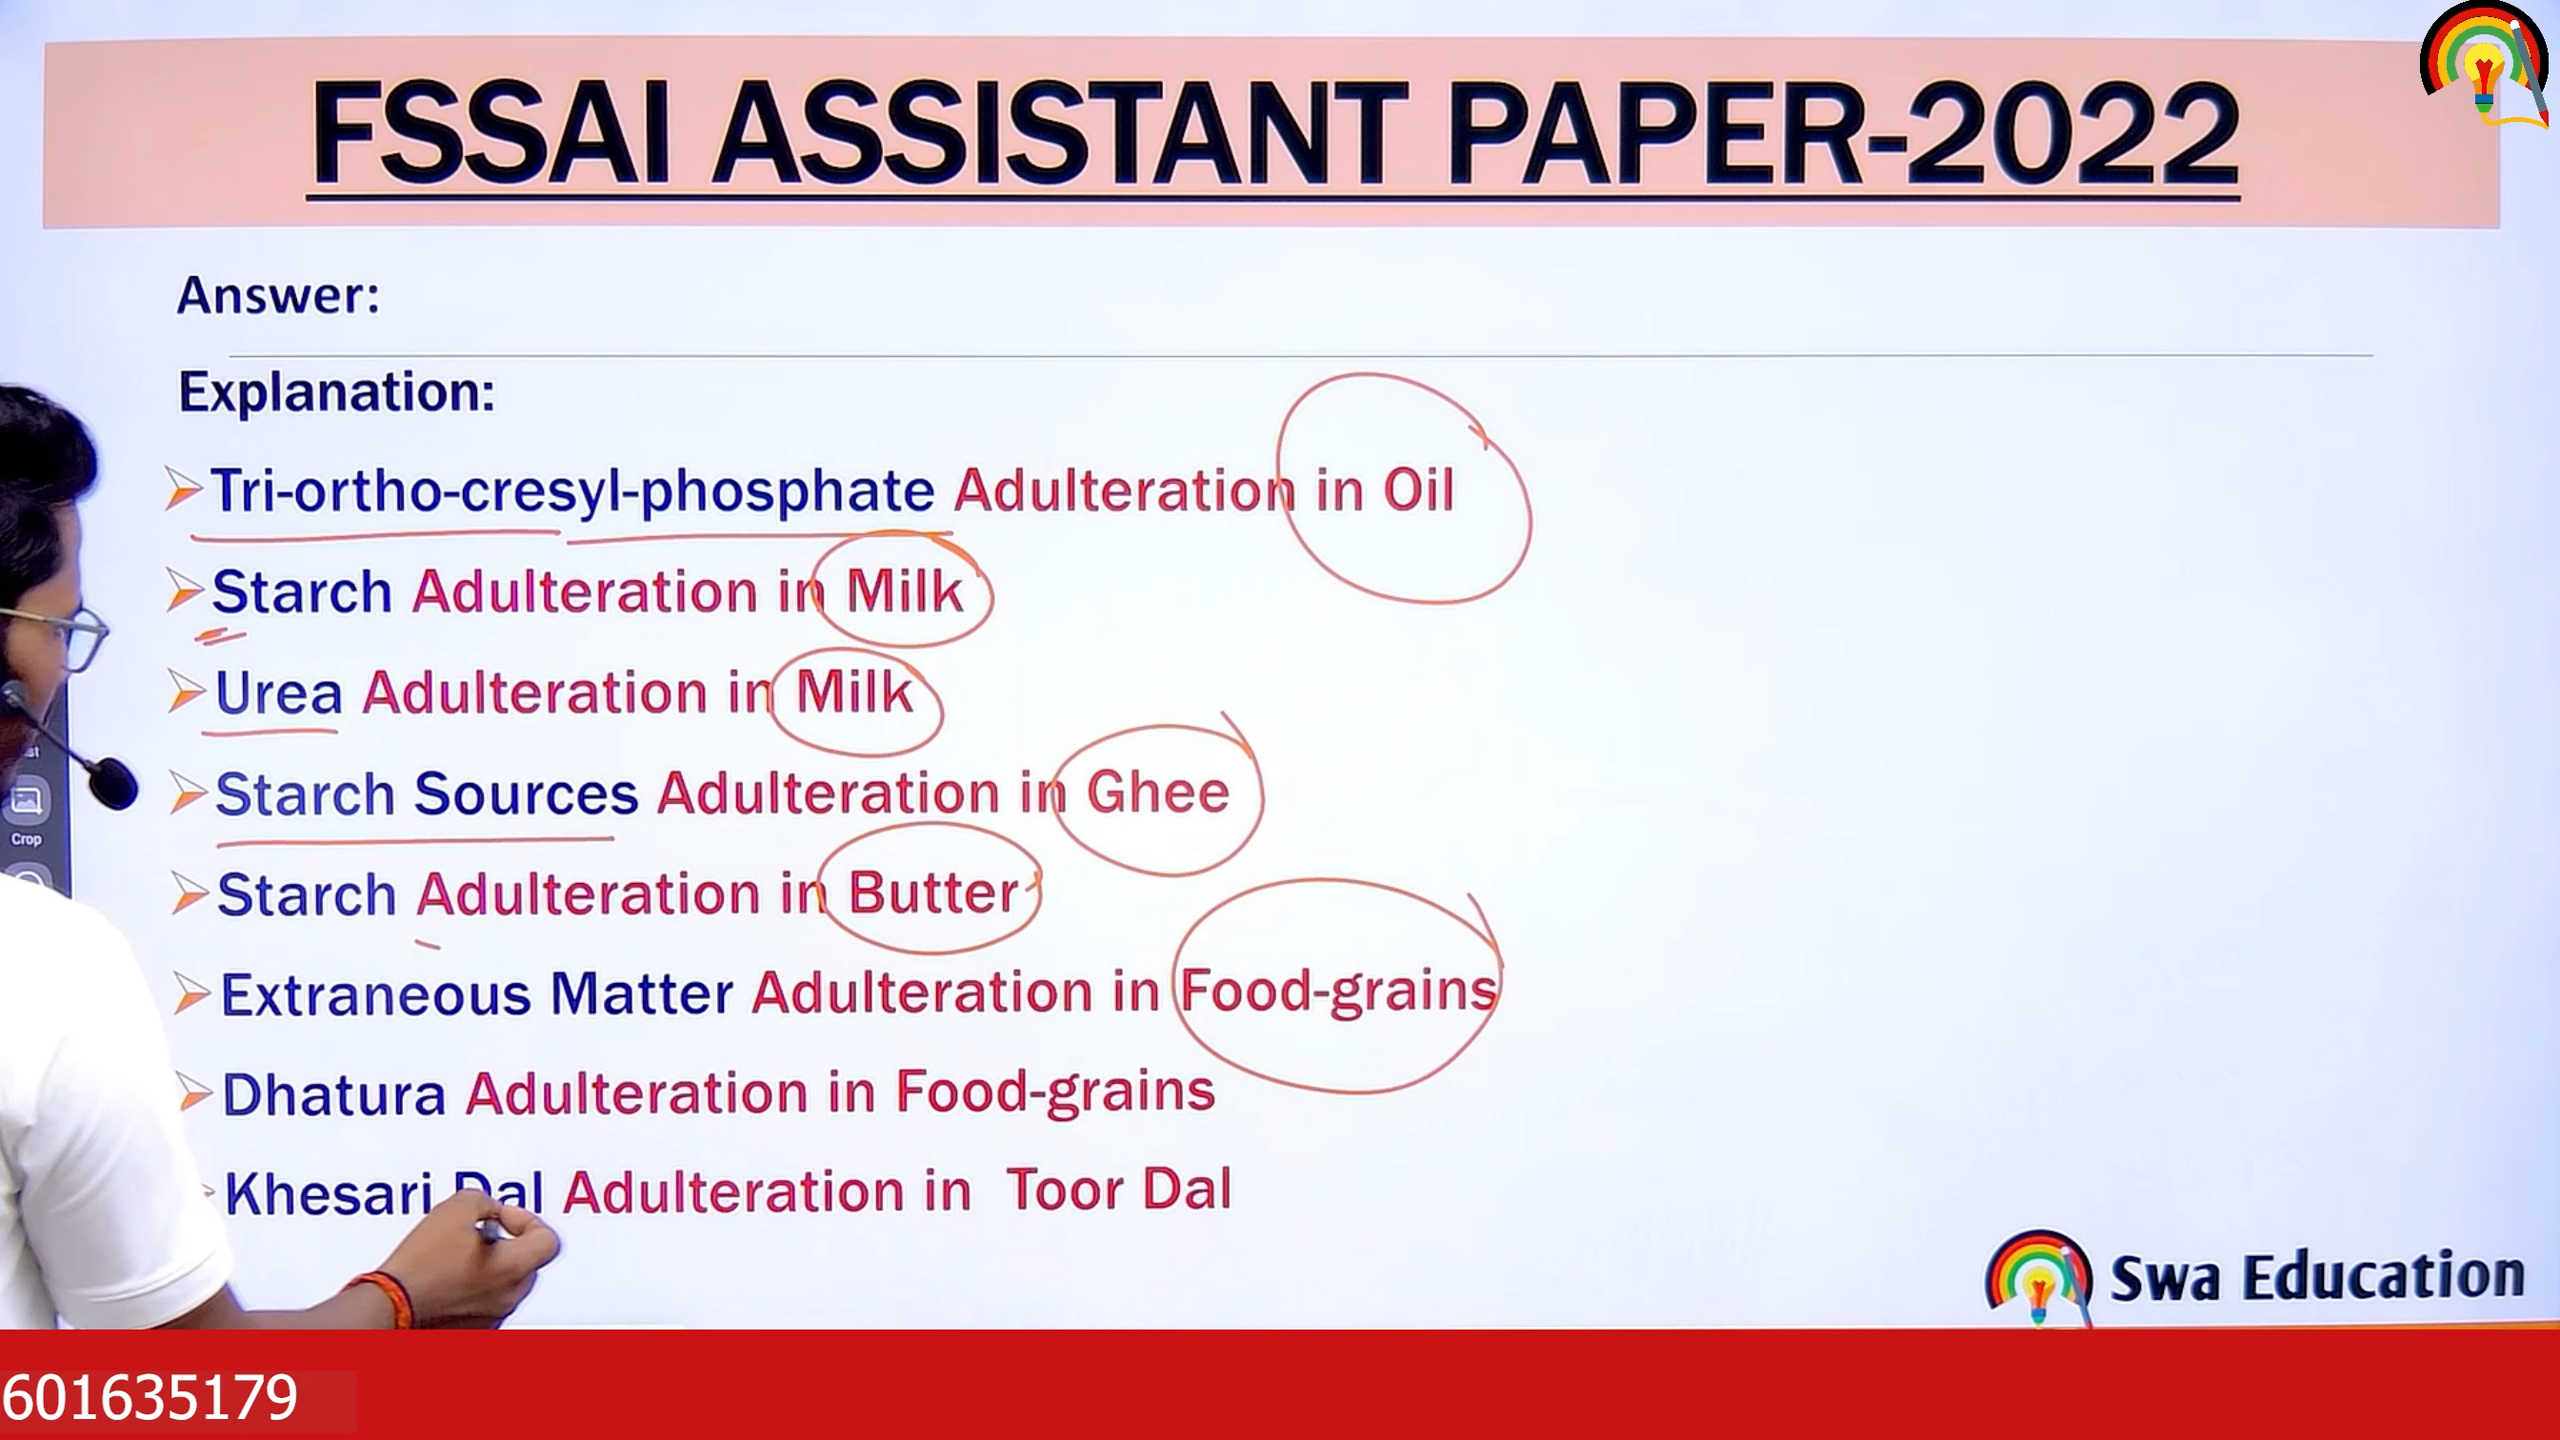 FSSAI ASSISTANT PAPER-2022
Answer:
Explanation:
Tri-ortho-cresyl-phosphate Adulteration in Oil
Starch Adulteration in Milk
Urea Adulteration in Milk
Starch Sources Adulteration in Ghee
Starch Adulteration in Butter
Extraneous Matter Adulteration in Food-grains
Dhatura Adulteration in Food-grains
Khesari Dal Adulteration in Toor Dal
Crop
Swa Education
601635179